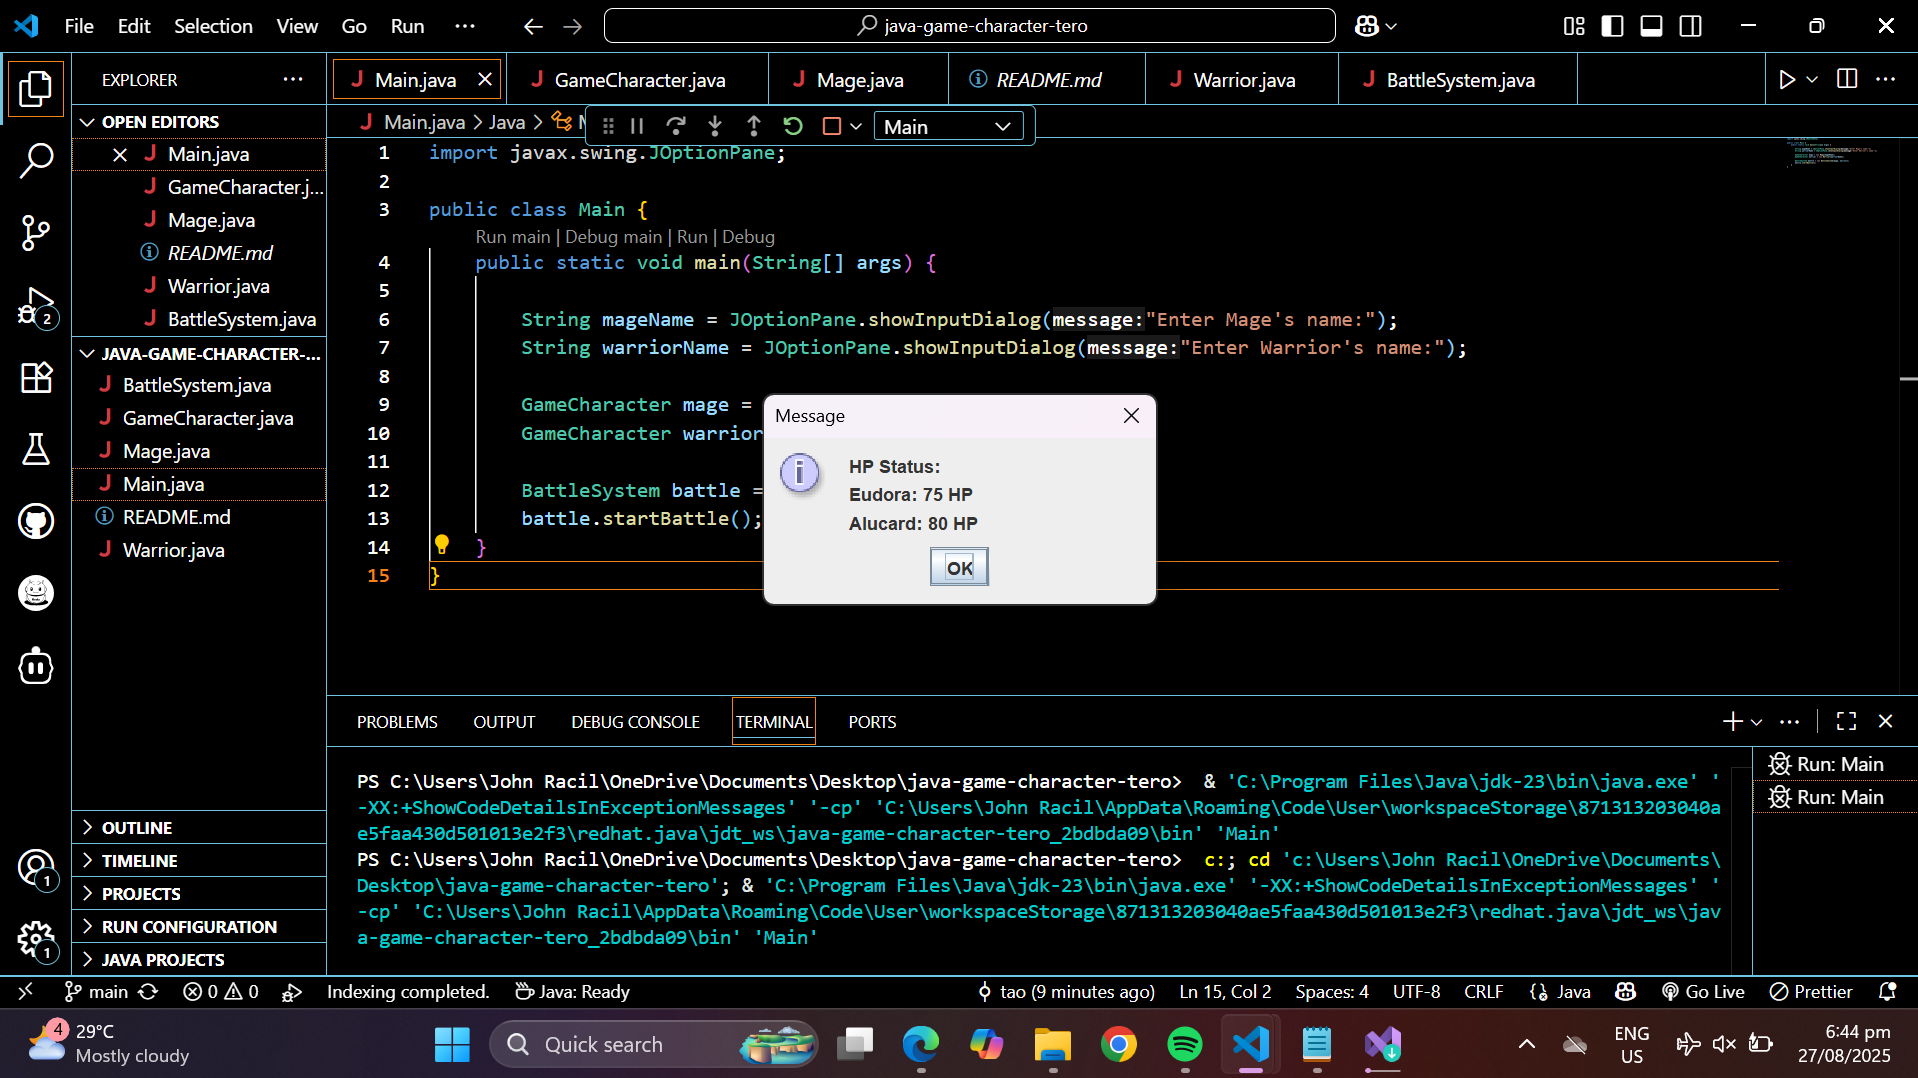 File Edit Selection View Go Run ···
java-game-character-tero
EXPLORER ···
Main.java
GameCharacter.java
Mage.java
README.md
Warrior.java
BattleSystem.java
OPEN EDITORS
Main.java
GameCharacter.j...
Mage.java
README.md
Warrior.java
BattleSystem.java
JAVA-GAME-CHARACTER-...
BattleSystem.java
GameCharacter.java
Mage.java
Main.java
README.md
Warrior.java
OUTLINE
TIMELINE
PROJECTS
RUN CONFIGURATION
JAVA PROJECTS
2
1
1
Main.java > Java >
Main
1 import javax.swing.JOptionPane;
2
3 public class Main {
Run main | Debug main | Run | Debug
4 public static void main(String[] args) {
5
6 String mageName = JOptionPane.showInputDialog(message:"Enter Mage's name:");
7 String warriorName = JOptionPane.showInputDialog(message:"Enter Warrior's name:");
8
9 GameCharacter mage =
10 GameCharacter warrior
11
12 BattleSystem battle =
13 battle.startBattle();
14 }
15 }
Message
HP Status:
Eudora: 75 HP
Alucard: 80 HP
OK
PROBLEMS OUTPUT DEBUG CONSOLE TERMINAL PORTS
PS C:\Users\John Racil\OneDrive\Documents\Desktop\java-game-character-tero> & 'C:\Program Files\Java\jdk-23\bin\java.exe' '
-XX:+ShowCodeDetailsInExceptionMessages' '-cp' 'C:\Users\John Racil\AppData\Roaming\Code\User\workspaceStorage\871313203040a
e5faa430d501013e2f3\redhat.java\jdt_ws\java-game-character-tero_2bdbda09\bin' 'Main'
PS C:\Users\John Racil\OneDrive\Documents\Desktop\java-game-character-tero> c:; cd 'c:\Users\John Racil\OneDrive\Documents\
Desktop\java-game-character-tero'; & 'C:\Program Files\Java\jdk-23\bin\java.exe' '-XX:+ShowCodeDetailsInExceptionMessages' '
-cp' 'C:\Users\John Racil\AppData\Roaming\Code\User\workspaceStorage\871313203040ae5faa430d501013e2f3\redhat.java\jdt_ws\jav
a-game-character-tero_2bdbda09\bin' 'Main'
Run: Main
Run: Main
main 0 0 Indexing completed. Java: Ready tao (9 minutes ago) Ln 15, Col 2 Spaces: 4 UTF-8 CRLF Java Go Live Prettier
4
29°C
Mostly cloudy
Quick search
ENG
US
6:44 pm
27/08/2025